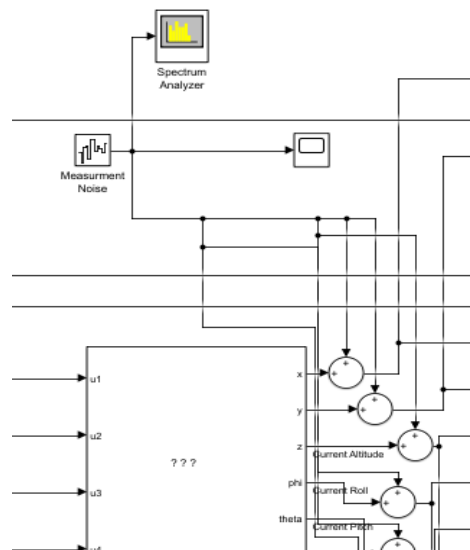 Spectrum
Analyzer
Measurment
Noise
u1
x
y
u2
z
Current Altitude
? ? ?
phi
Current Roll
u3
theta
Current Pitch